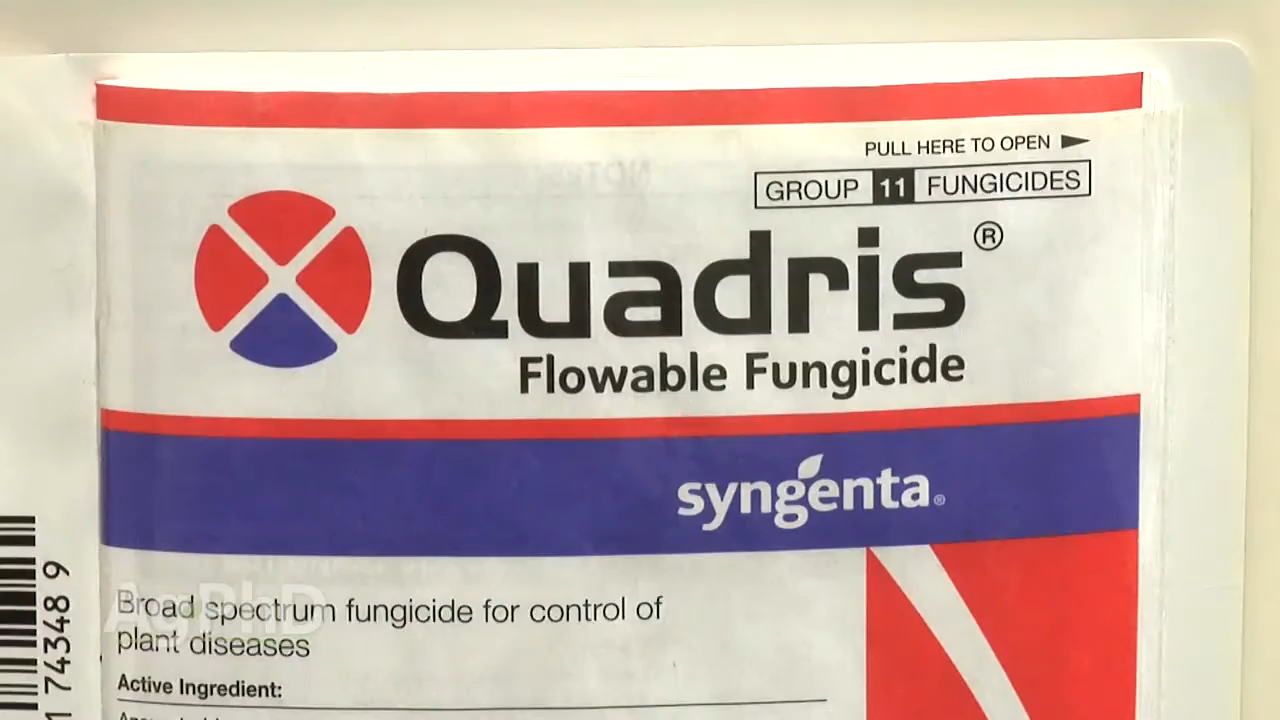 PULL HERE TO OPEN
GROUP 11 FUNGICIDES
Quadris®
Flowable Fungicide
syngenta®
Broad spectrum fungicide for control of
plant diseases
Active Ingredient:
AgPhD
74348 9